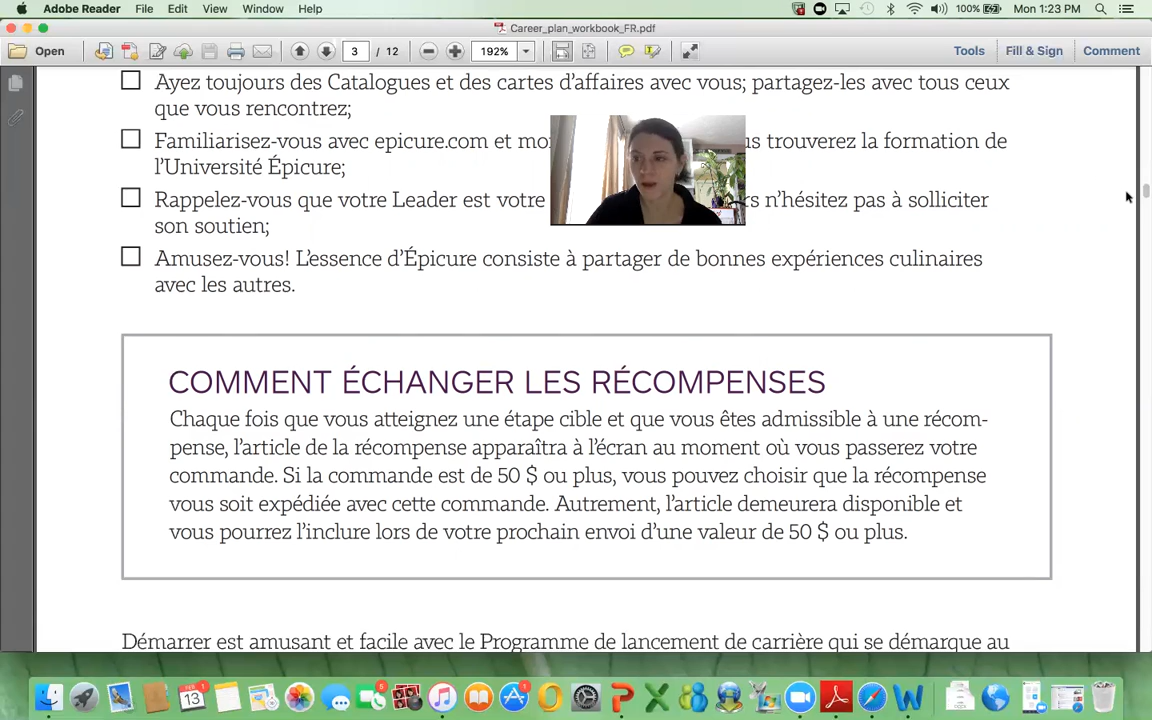 Adobe Reader File Edit View Window Help 100% Mon 1:23 PM
Career_plan_workbook_FR.pdf
Open 3 / 12 192% Tools Fill & Sign Comment
Ayez toujours des Catalogues et des cartes d’affaires avec vous; partagez-les avec tous ceux
que vous rencontrez;
Familiarisez-vous avec epicure.com et trouverez la formation de
l’Université Épicure;
Rappelez-vous que votre Leader est votre n’hésitez pas à solliciter
son soutien;
Amusez-vous! L’essence d’Épicure consiste à partager de bonnes expériences culinaires
avec les autres.
COMMENT ÉCHANGER LES RÉCOMPENSES
Chaque fois que vous atteignez une étape cible et que vous êtes admissible à une récom-
pense, l’article de la récompense apparaîtra à l’écran au moment où vous passerez votre
commande. Si la commande est de 50 $ ou plus, vous pouvez choisir que la récompense
vous soit expédiée avec cette commande. Autrement, l’article demeurera disponible et
vous pourrez l’inclure lors de votre prochain envoi d’une valeur de 50 $ ou plus.
Démarrer est amusant et facile avec le Programme de lancement de carrière qui se démarque au
FEB 13 5 1